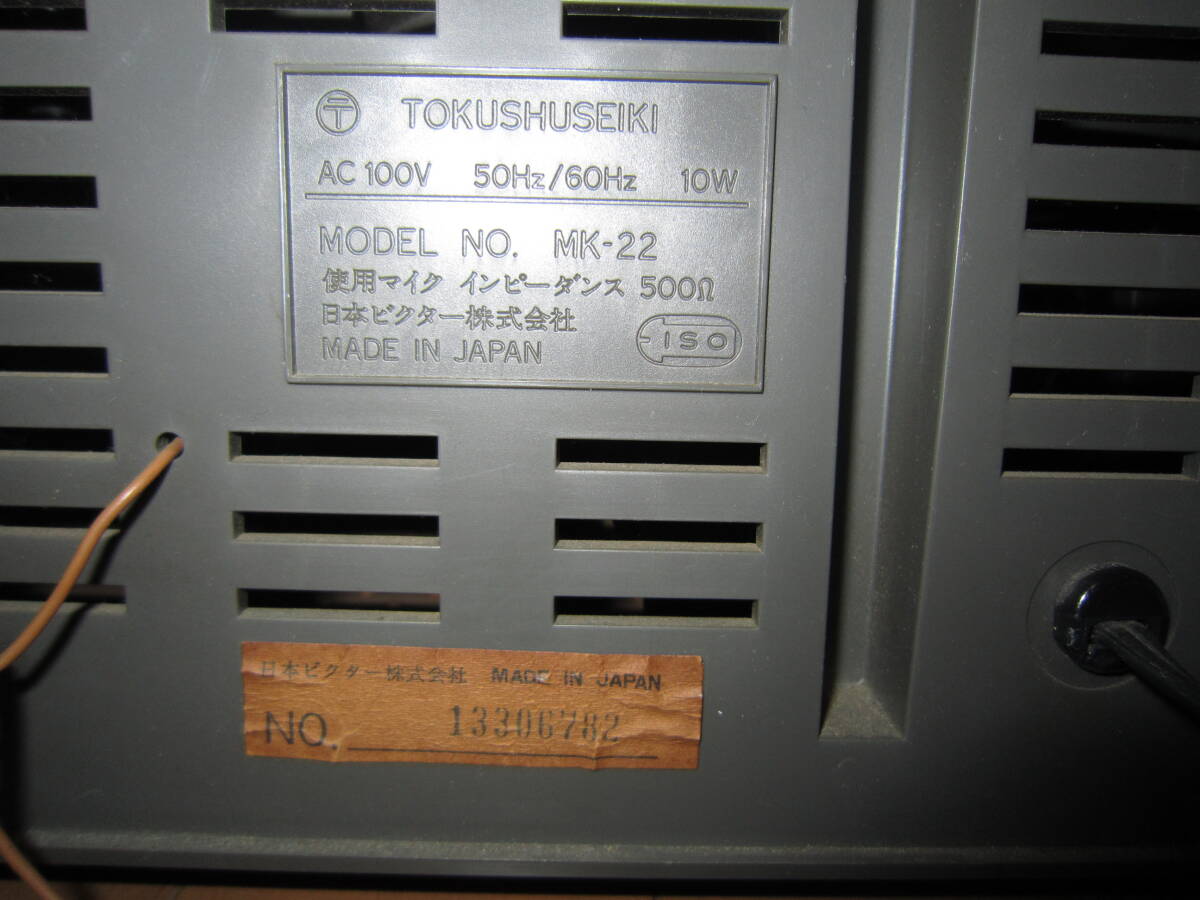 〒 TOKUSHUSEIKI
AC 100V 50Hz/60Hz 10W
MODEL NO. MK-22
使用マイク インピーダンス 500Ω
日本ビクター株式会社
MADE IN JAPAN
ISO
日本ビクター株式会社 MADE IN JAPAN
NO. 13306782